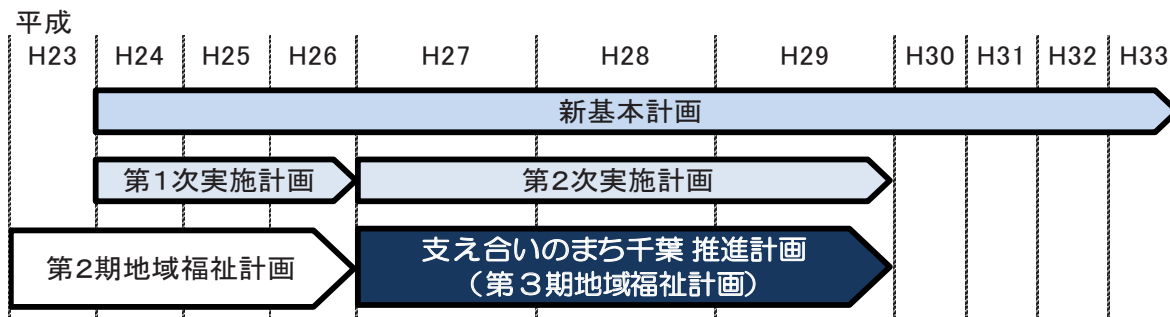 平成
H23 H24 H25 H26 H27 H28 H29 H30 H31 H32 H33
新基本計画
第1次実施計画 第2次実施計画
第2期地域福祉計画
支え合いのまち千葉 推進計画
（第3期地域福祉計画）